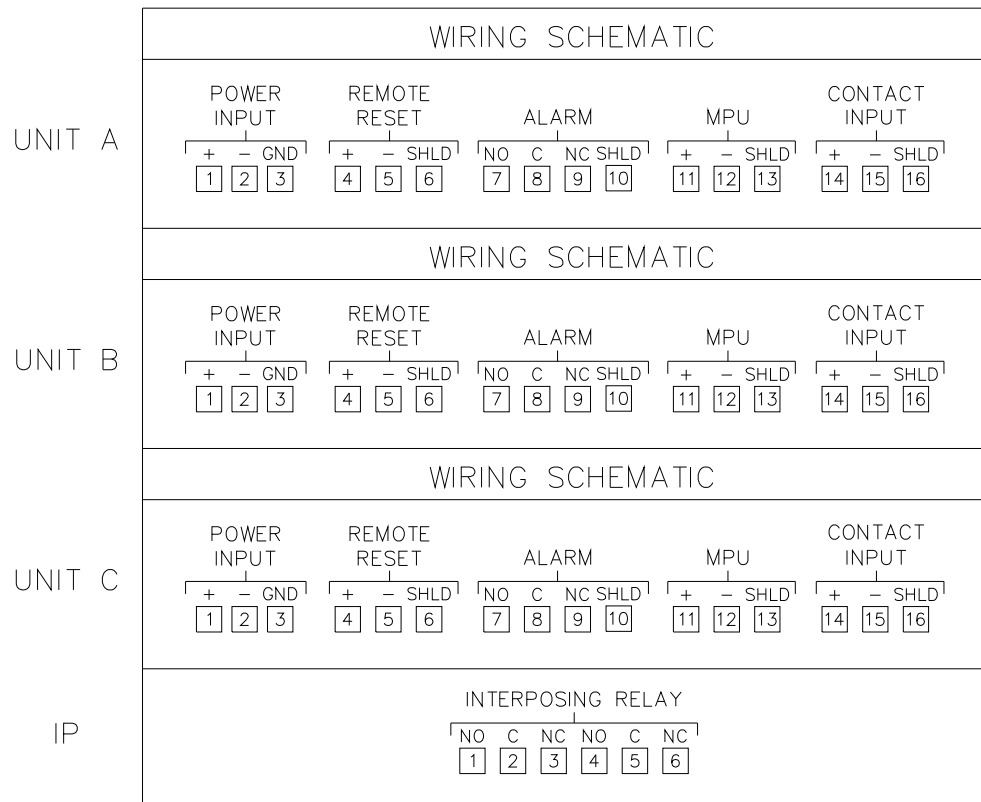 WIRING SCHEMATIC
UNIT A
POWER INPUT REMOTE RESET ALARM MPU CONTACT INPUT
+ − GND + − SHLD NO C NC SHLD + − SHLD + − SHLD
1 2 3 4 5 6 7 8 9 10 11 12 13 14 15 16
WIRING SCHEMATIC
UNIT B
POWER INPUT REMOTE RESET ALARM MPU CONTACT INPUT
+ − GND + − SHLD NO C NC SHLD + − SHLD + − SHLD
1 2 3 4 5 6 7 8 9 10 11 12 13 14 15 16
WIRING SCHEMATIC
UNIT C
POWER INPUT REMOTE RESET ALARM MPU CONTACT INPUT
+ − GND + − SHLD NO C NC SHLD + − SHLD + − SHLD
1 2 3 4 5 6 7 8 9 10 11 12 13 14 15 16
IP
INTERPOSING RELAY
NO C NC NO C NC
1 2 3 4 5 6